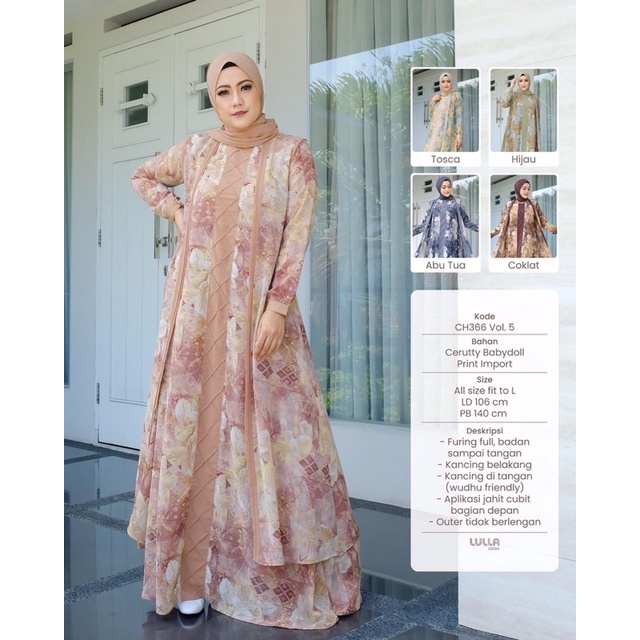 Tosca
Hijau
Abu Tua
Coklat
Kode
CH366 Vol. 5
Bahan
Cerutty Babydoll
Print Import
Size
All size fit to L
LD 106 cm
PB 140 cm
Deskripsi
- Furing full, badan
sampai tangan
- Kancing belakang
- Kancing di tangan
(wudhu friendly)
- Aplikasi jahit cubit
bagian depan
- Outer tidak berlengan
LULLA